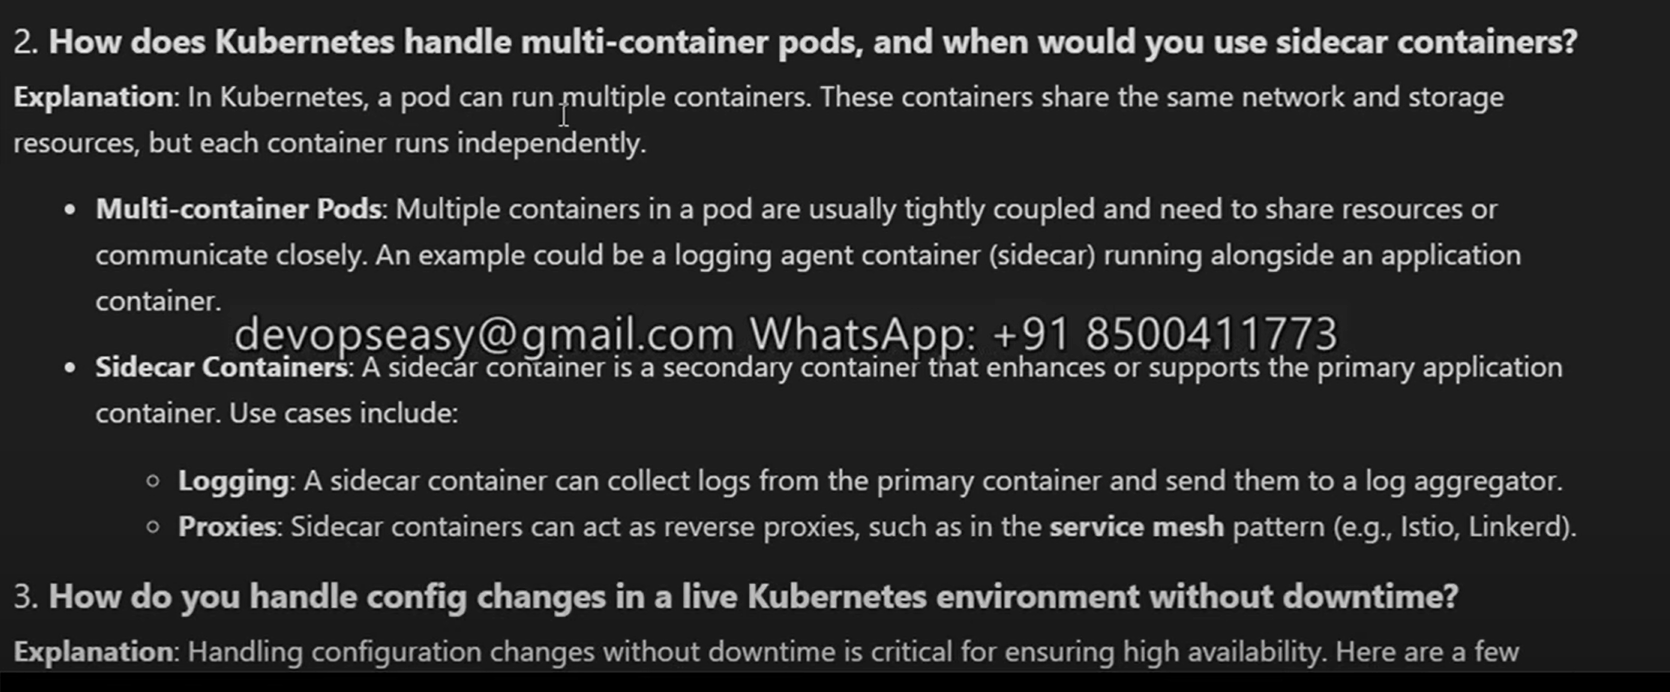 2. How does Kubernetes handle multi-container pods, and when would you use sidecar containers?
Explanation: In Kubernetes, a pod can run multiple containers. These containers share the same network and storage
resources, but each container runs independently.
• Multi-container Pods: Multiple containers in a pod are usually tightly coupled and need to share resources or
communicate closely. An example could be a logging agent container (sidecar) running alongside an application
container.
devopseasy@gmail.com WhatsApp: +91 8500411773
• Sidecar Containers: A sidecar container is a secondary container that enhances or supports the primary application
container. Use cases include:
○ Logging: A sidecar container can collect logs from the primary container and send them to a log aggregator.
○ Proxies: Sidecar containers can act as reverse proxies, such as in the service mesh pattern (e.g., Istio, Linkerd).
3. How do you handle config changes in a live Kubernetes environment without downtime?
Explanation: Handling configuration changes without downtime is critical for ensuring high availability. Here are a few